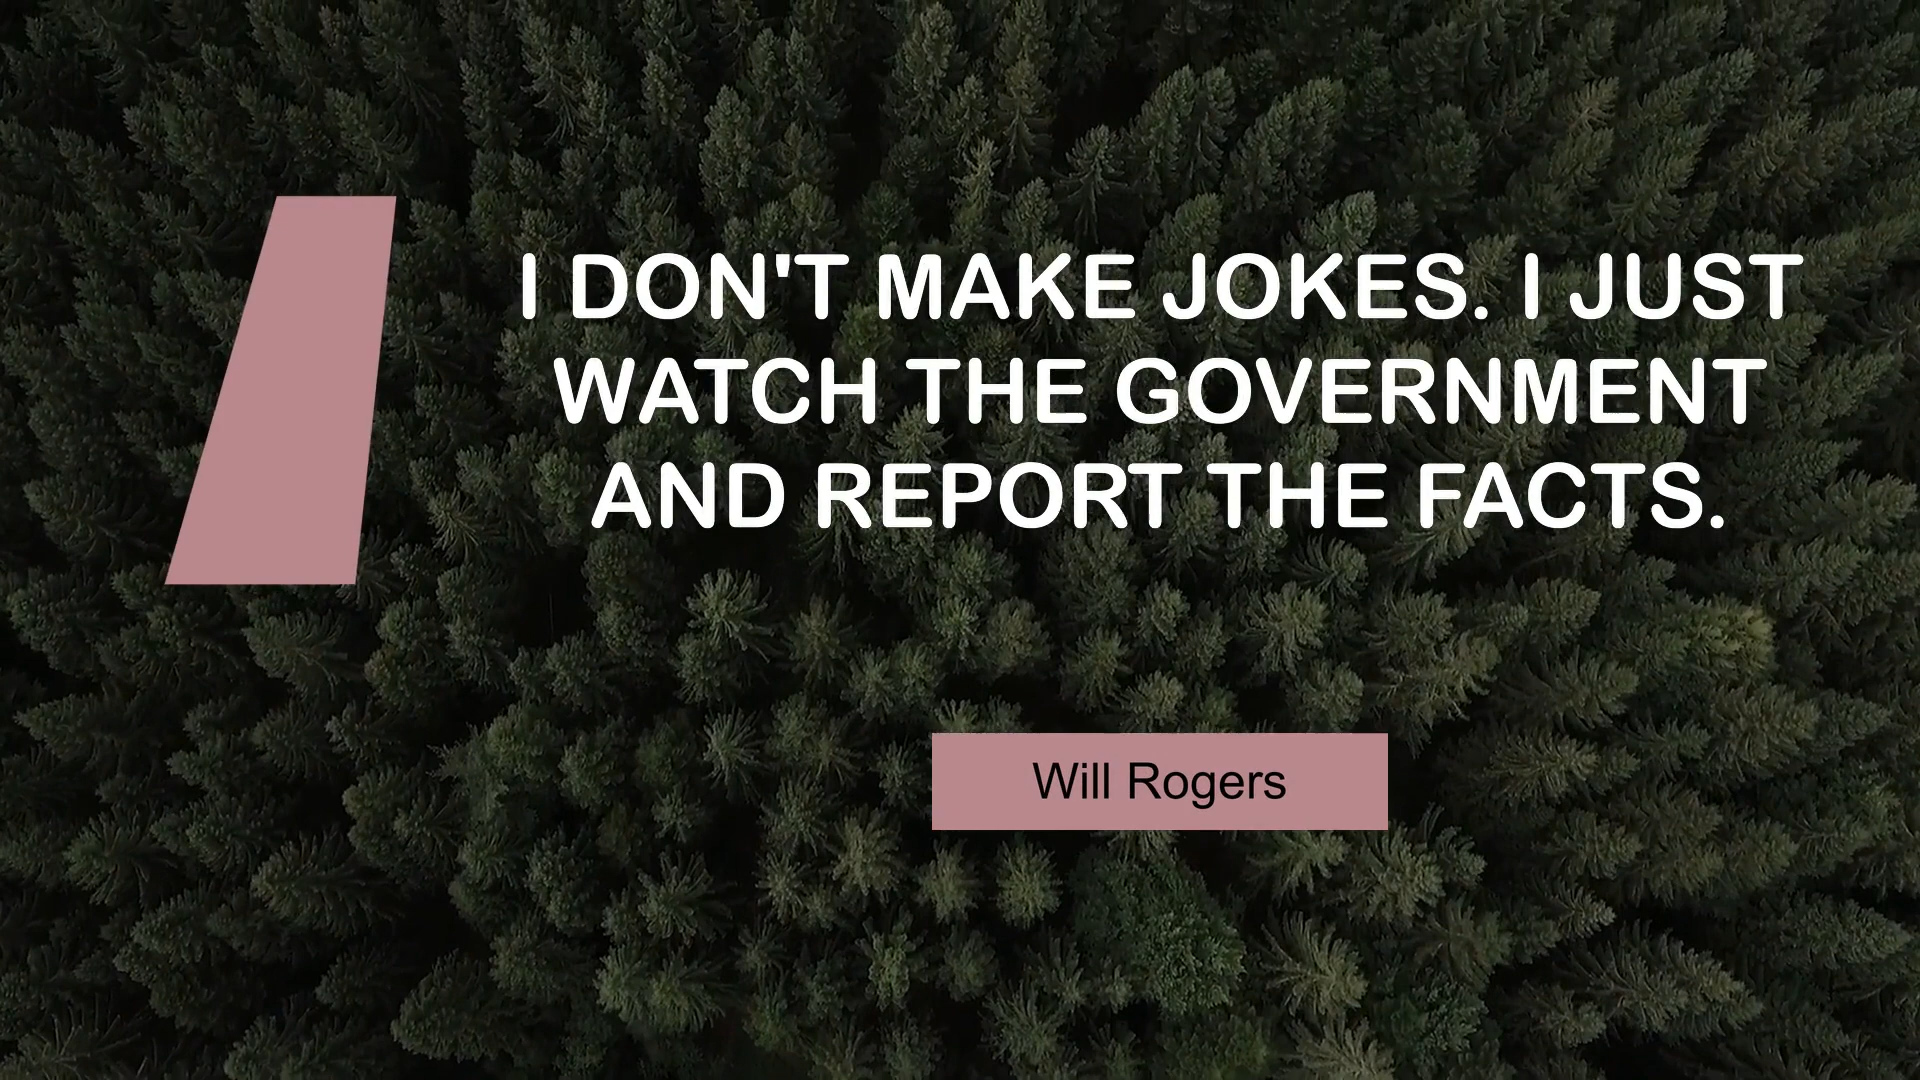 I DON'T MAKE JOKES. I JUST
WATCH THE GOVERNMENT
AND REPORT THE FACTS.
Will Rogers